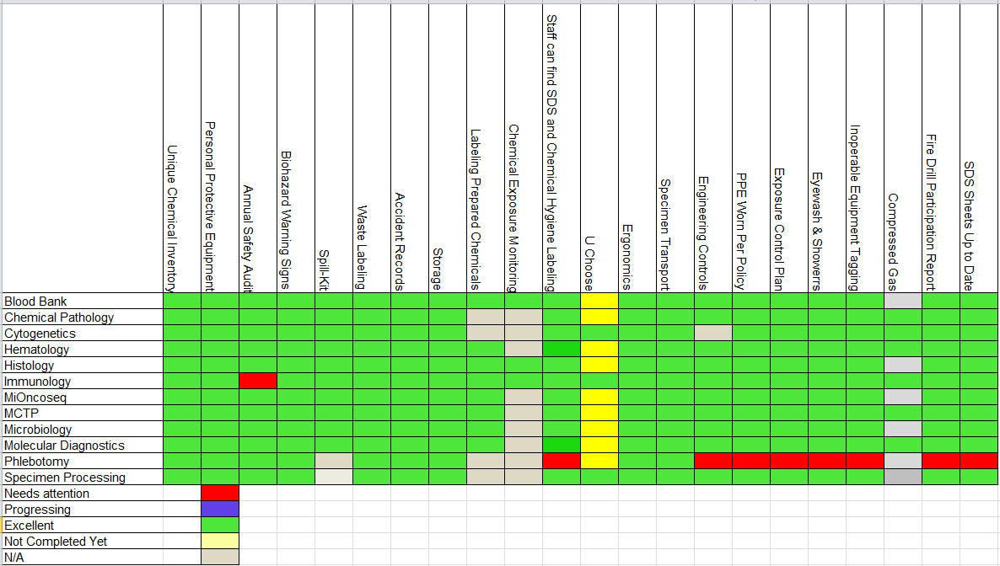 Unique Chemical Inventory
Personal Protective Equipment
Annual Safety Audit
Biohazard Warning Signs
Spill-Kit
Waste Labeling
Accident Records
Storage
Labeling Prepared Chemicals
Chemical Exposure Monitoring
Staff can find SDS and Chemical Hygiene Labeling
U Choose
Ergonomics
Specimen Transport
Engineering Controls
PPE Worn Per Policy
Exposure Control Plan
Eyewash & Showerrs
Inoperable Equipment Tagging
Compressed Gas
Fire Drill Participation Report
SDS Sheets Up to Date
Blood Bank
Chemical Pathology
Cytogenetics
Hematology
Histology
Immunology
MiOncoseq
MCTP
Microbiology
Molecular Diagnostics
Phlebotomy
Specimen Processing
Needs attention
Progressing
Excellent
Not Completed Yet
N/A